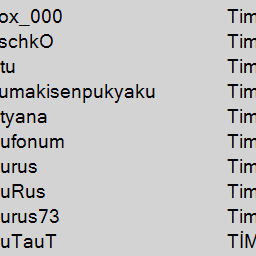 ox_000 Tim
schkO Tim
tu Tim
umakisenpukyaku Tim
tyana Tim
ufonum Tim
urus Tim
uRus Tim
urus73 Tim
uTauT TİM